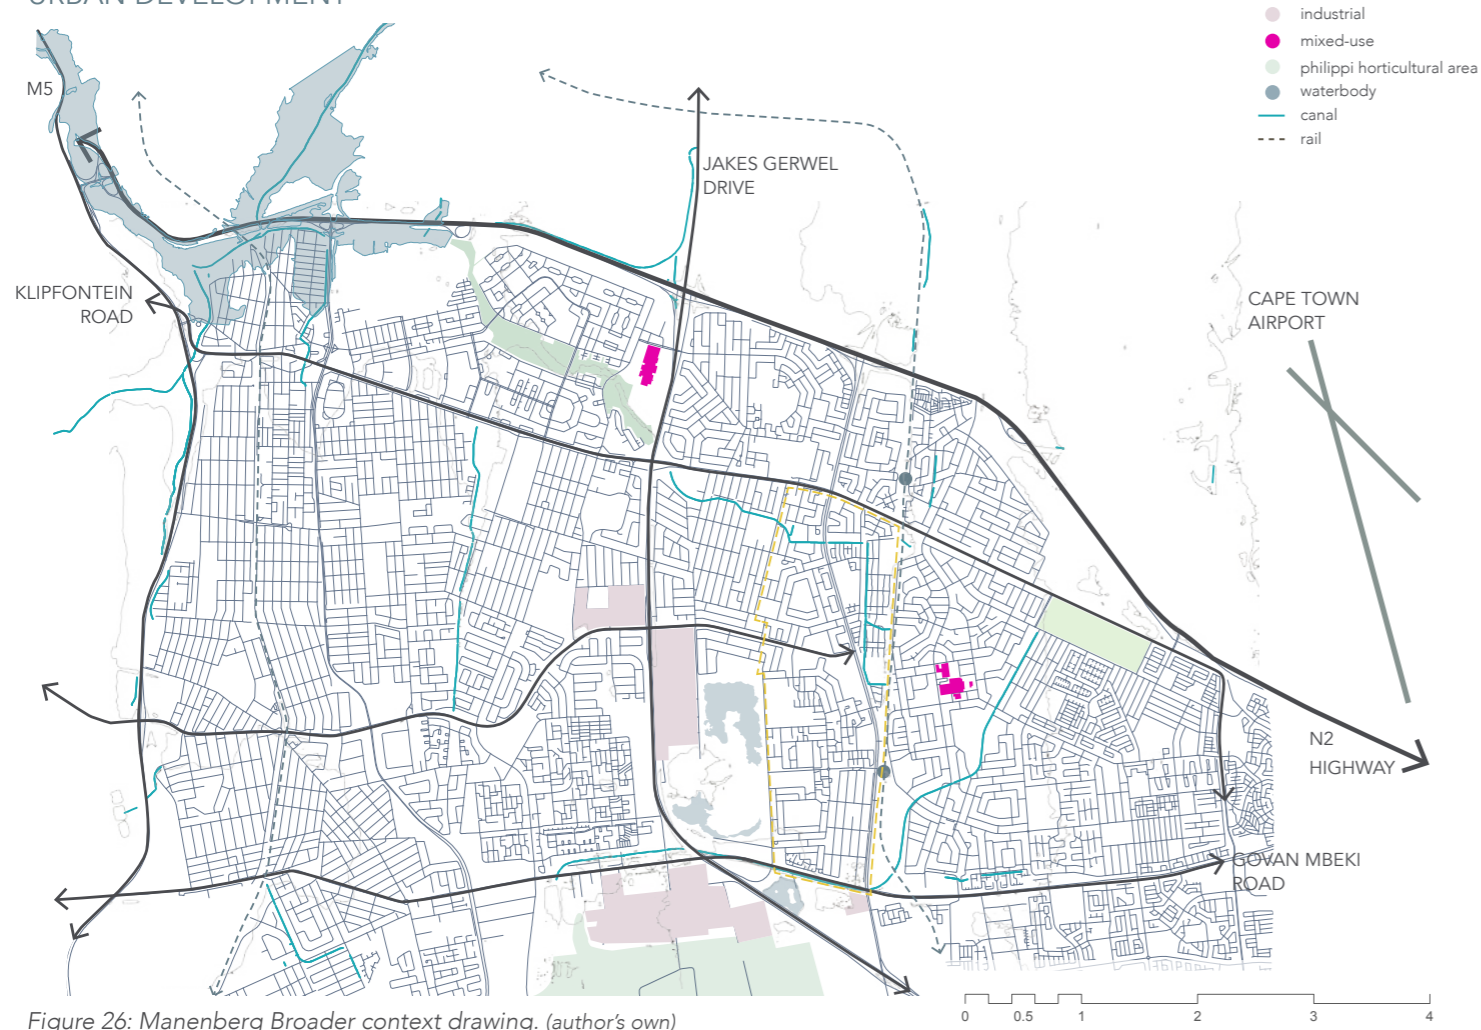 URBAN DEVELOPMENT
industrial
mixed-use
philippi horticultural area
waterbody
canal
rail
M5
JAKES GERWEL
DRIVE
KLIPFONTEIN
ROAD
CAPE TOWN
AIRPORT
N2
HIGHWAY
GOVAN MBEKI
ROAD
0 0.5 1 2 3 4
Figure 26: Manenberg Broader context drawing. (author's own)